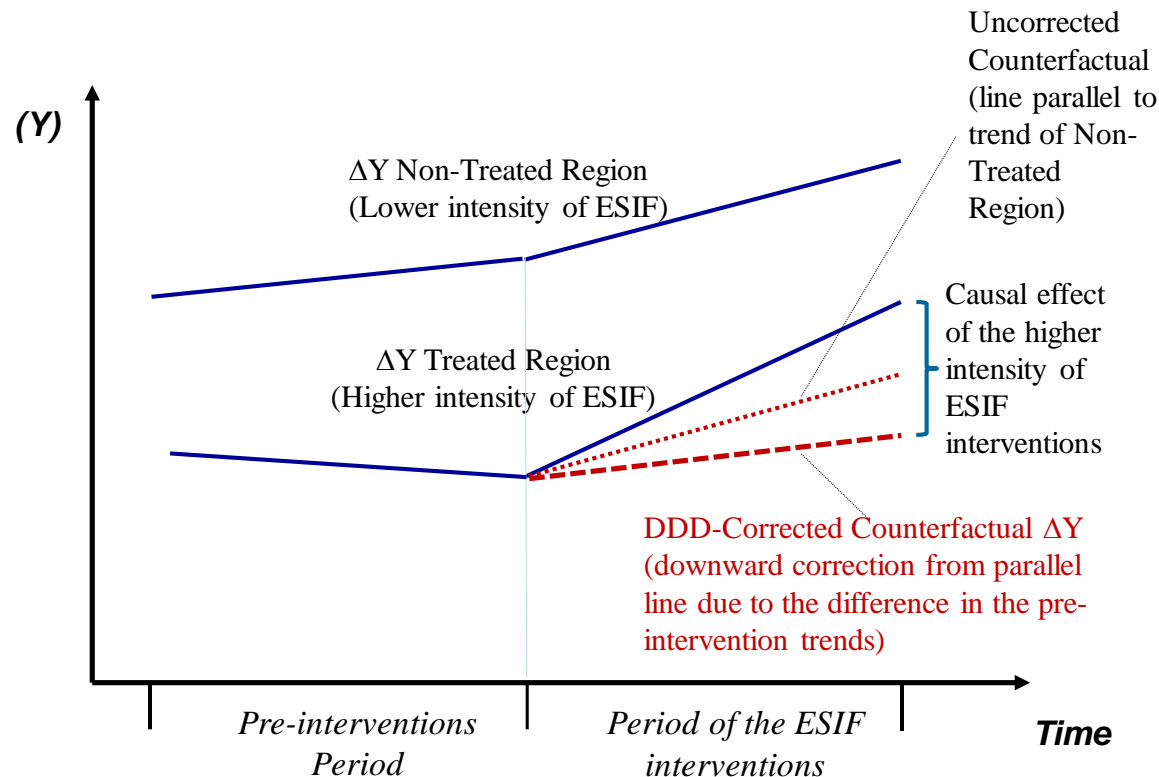 Uncorrected
Counterfactual
(line parallel to
trend of Non-
Treated
Region)
(Y)
ΔY Non-Treated Region
(Lower intensity of ESIF)
ΔY Treated Region
(Higher intensity of ESIF)
Causal effect
of the higher
intensity of
ESIF
interventions
DDD-Corrected Counterfactual ΔY
(downward correction from parallel
line due to the difference in the pre-
intervention trends)
Pre-interventions
Period
Period of the ESIF
interventions
Time